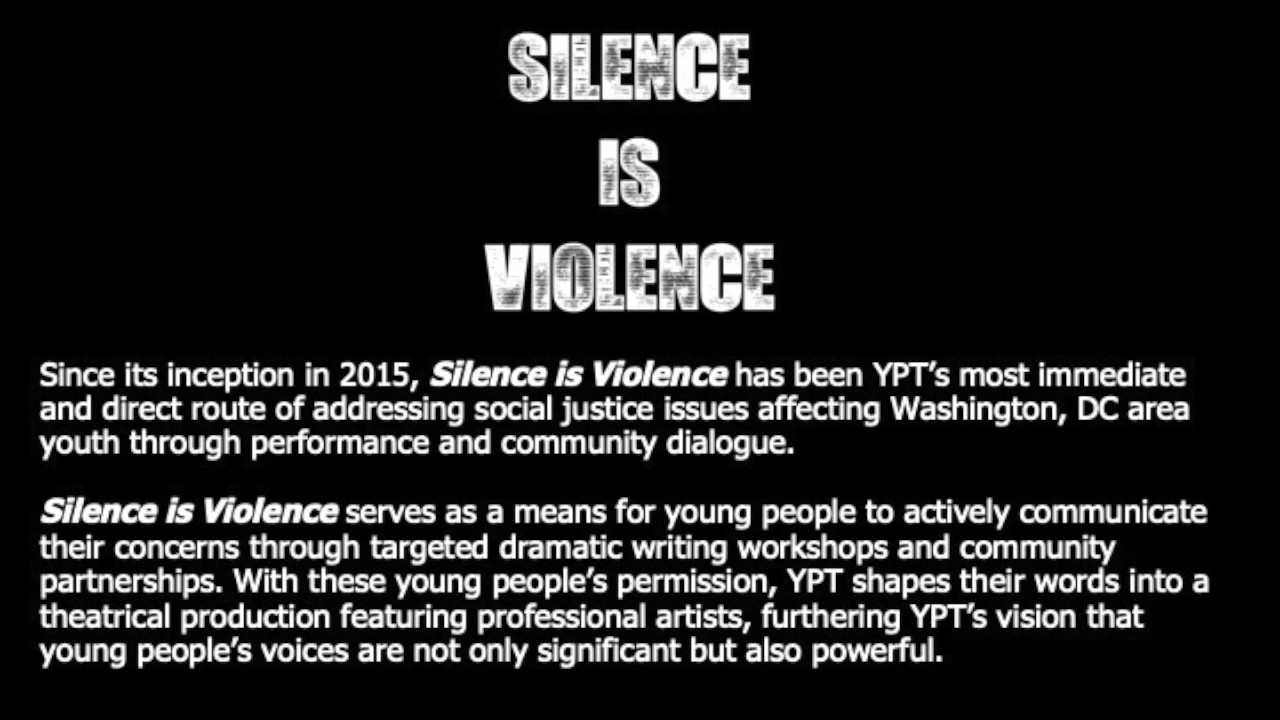 SILENCE
IS
VIOLENCE
Since its inception in 2015, Silence is Violence has been YPT’s most immediate
and direct route of addressing social justice issues affecting Washington, DC area
youth through performance and community dialogue.
Silence is Violence serves as a means for young people to actively communicate
their concerns through targeted dramatic writing workshops and community
partnerships. With these young people’s permission, YPT shapes their words into a
theatrical production featuring professional artists, furthering YPT’s vision that
young people’s voices are not only significant but also powerful.